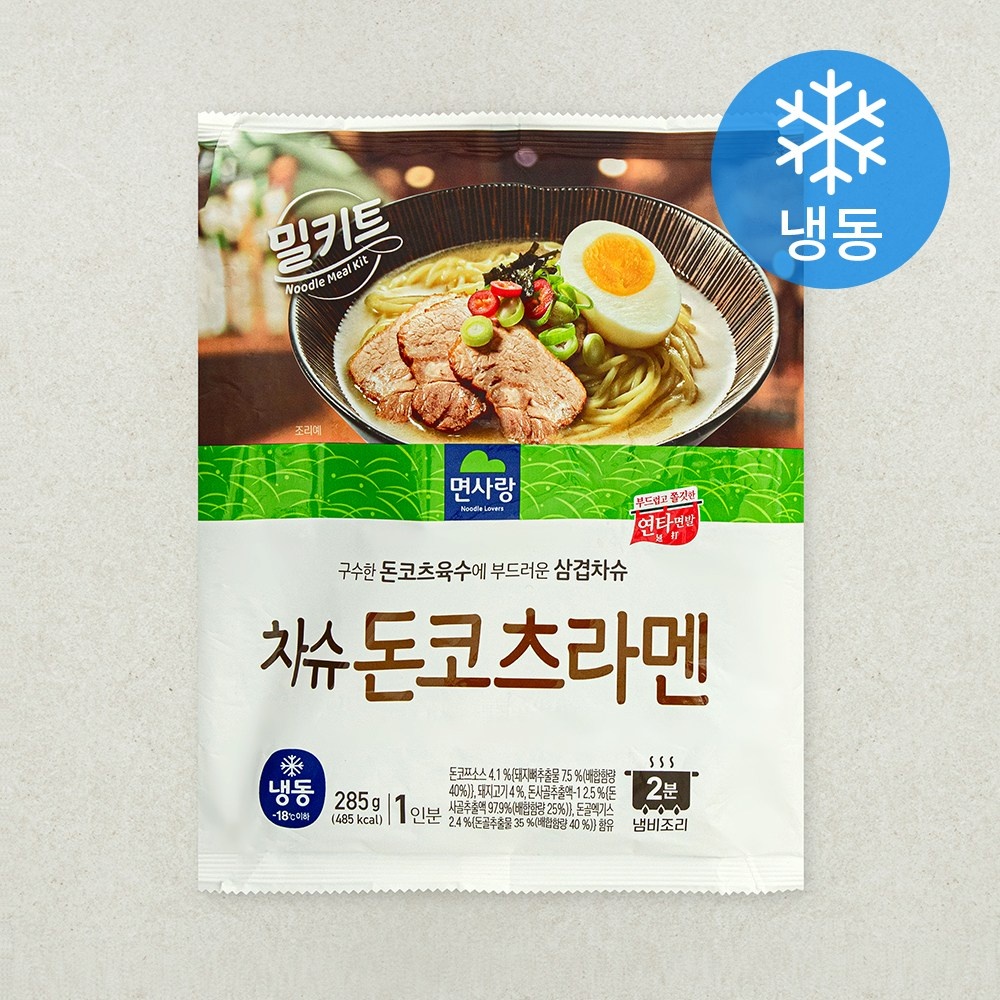 냉동
밀키트
Noodle Meal Kit
조리예
면사랑
Noodle Lovers
부드럽고 쫄깃한
연타면발
구수한 돈코츠육수에 부드러운 삼겹차슈
차슈돈코츠라멘
냉동
-18℃이하
285g
(485 kcal)
1인분
돈코쯔소스 4.1 %{돼지뼈추출물 7.5 %(배합함량
40%)}, 돼지고기 4 %, 돈사골추출액-1 2.5 %{돈
사골추출액 97.9%(배합함량 25%)}, 돈골엑기스
2.4 %{돈골추출물 35 %(배합함량 40 %)} 함유
2분
냄비조리